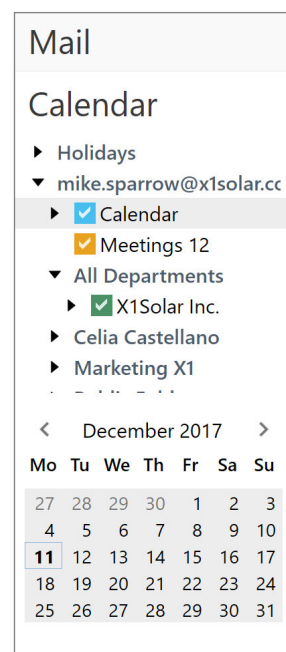 Mail
Calendar
Holidays
mike.sparrow@x1solar.cc
Calendar
Meetings 12
All Departments
X1Solar Inc.
Celia Castellano
Marketing X1
December 2017
Mo Tu We Th Fr Sa Su
27 28 29 30 1 2 3
4 5 6 7 8 9 10
11 12 13 14 15 16 17
18 19 20 21 22 23 24
25 26 27 28 29 30 31